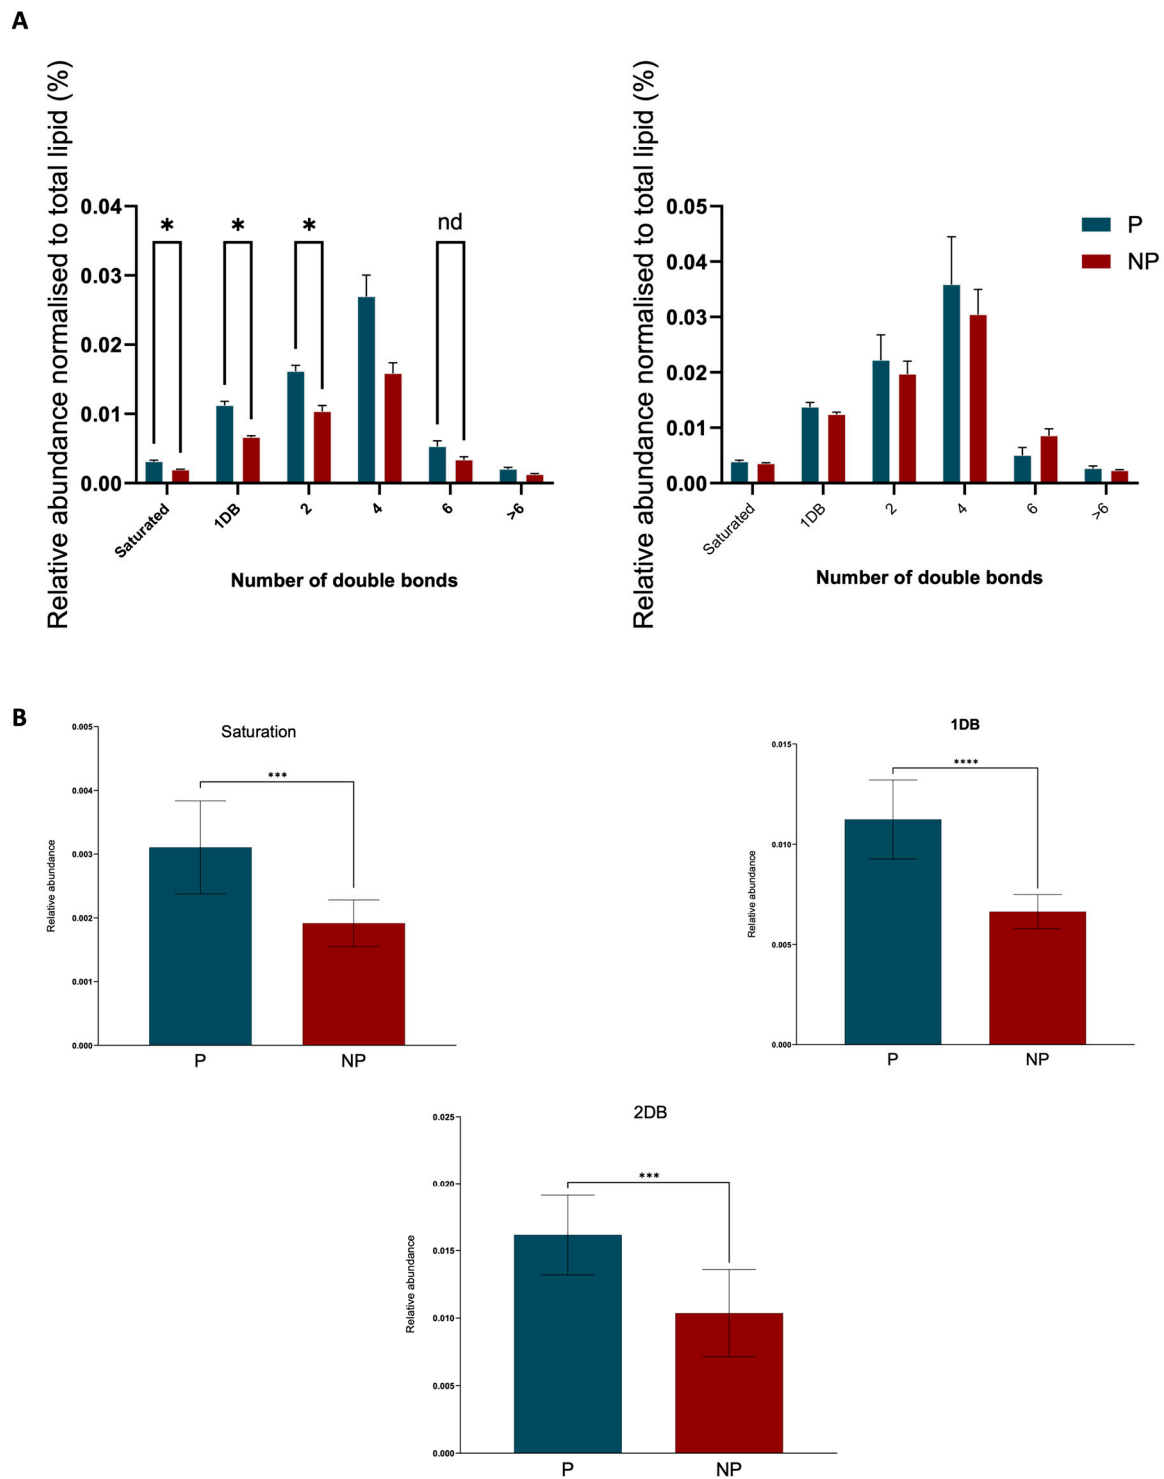 A
Relative abundance normalised to total lipid (%)
0.04
0.03
0.02
0.01
0.00
*
*
*
nd
Saturated
1DB
2
4
6
>6
Number of double bonds
Relative abundance normalised to total lipid (%)
0.05
0.04
0.03
0.02
0.01
0.00
P
NP
Saturated
1DB
2
4
6
>6
Number of double bonds
B
Saturation
Relative abundance
0.005
0.004
0.003
0.002
0.001
0.000
***
P
NP
1DB
Relative abundance
0.015
0.010
0.005
0.000
****
P
NP
2DB
Relative abundance
0.025
0.020
0.015
0.010
0.005
0.000
***
P
NP